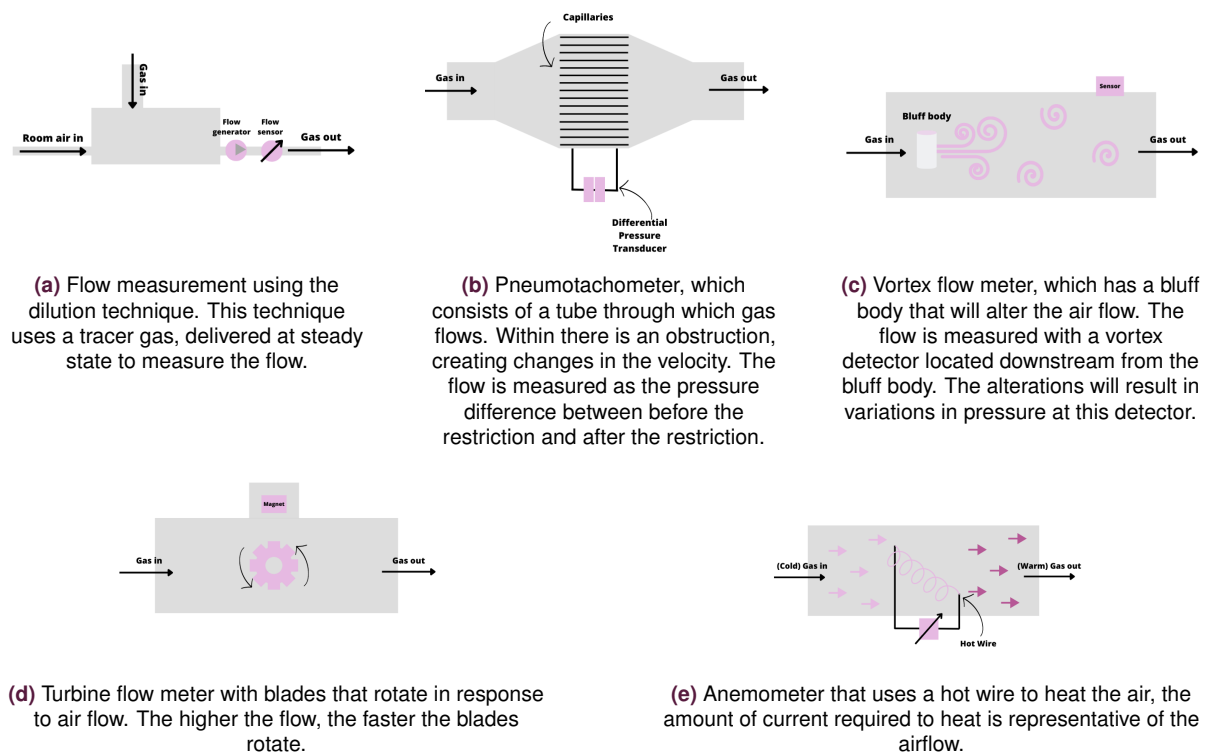 Gas in
Room air in
Flow
generator
Flow
sensor
Gas out
(a) Flow measurement using the
dilution technique. This technique
uses a tracer gas, delivered at steady
state to measure the flow.
Capillaries
Gas in
Gas out
Differential
Pressure
Transducer
(b) Pneumotachometer, which
consists of a tube through which gas
flows. Within there is an obstruction,
creating changes in the velocity. The
flow is measured as the pressure
difference between before the
restriction and after the restriction.
Sensor
Bluff body
Gas in
Gas out
(c) Vortex flow meter, which has a bluff
body that will alter the air flow. The
flow is measured with a vortex
detector located downstream from the
bluff body. The alterations will result in
variations in pressure at this detector.
Magnet
Gas in
Gas out
(d) Turbine flow meter with blades that rotate in response
to air flow. The higher the flow, the faster the blades
rotate.
(Cold) Gas in
(Warm) Gas out
Hot Wire
(e) Anemometer that uses a hot wire to heat the air, the
amount of current required to heat is representative of the
airflow.